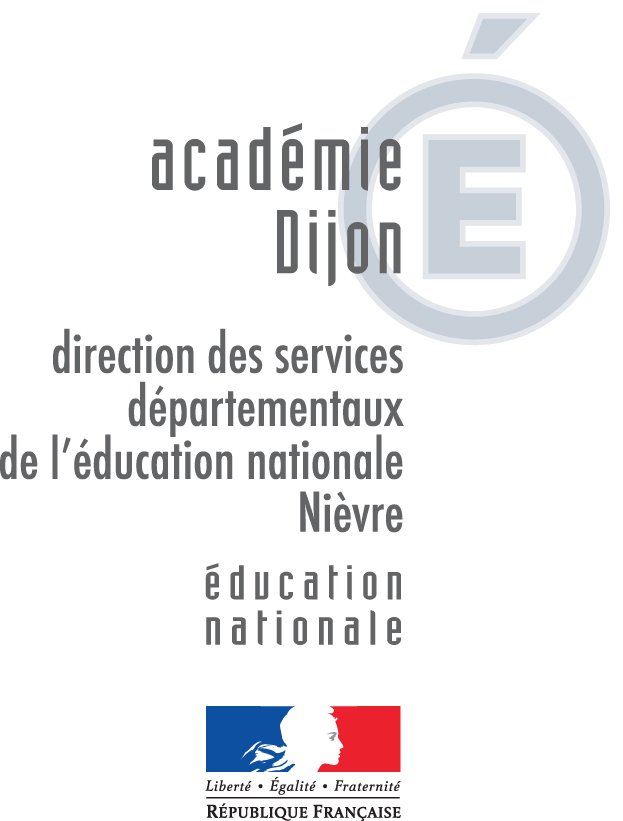 académie
Dijon
É
direction des services
départementaux
de l'éducation nationale
Nièvre
éducation
nationale
Liberté • Égalité • Fraternité
RÉPUBLIQUE FRANÇAISE